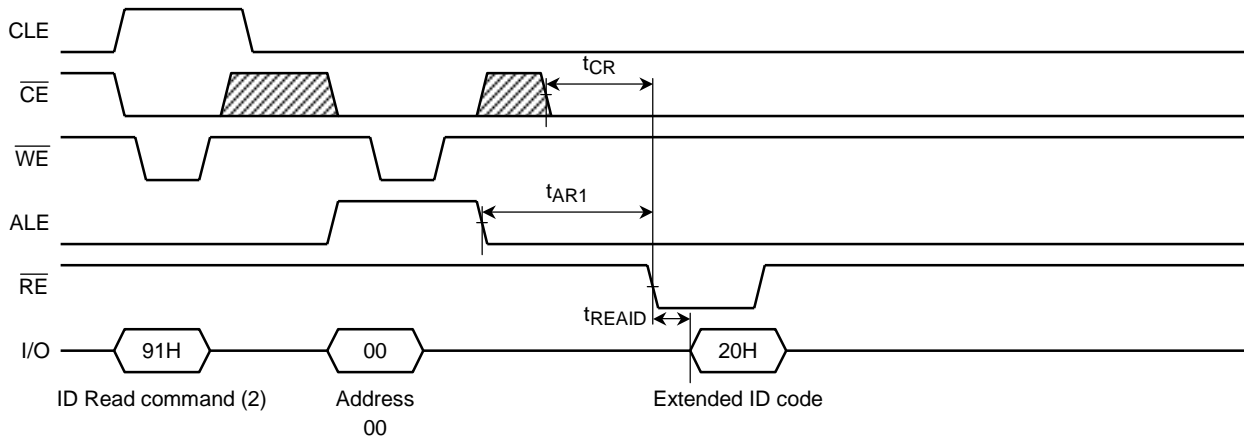 CLE
tCR
CE
WE
tAR1
ALE
RE
tREAID
I/O 91H 00 20H
ID Read command (2) Address Extended ID code
00